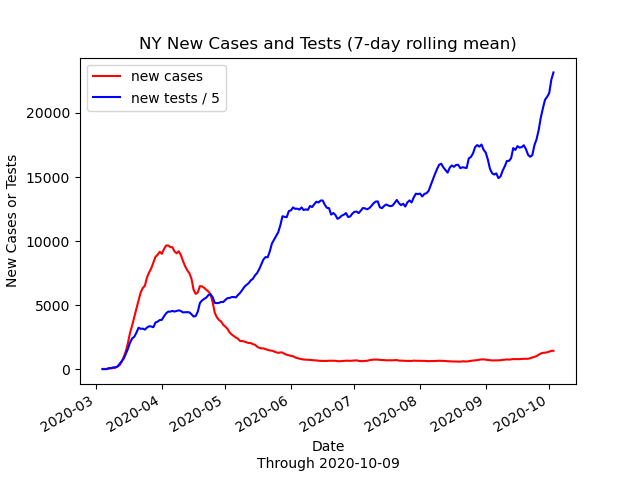 NY New Cases and Tests (7-day rolling mean)
new cases
new tests / 5
New Cases or Tests
20000
15000
10000
5000
0
2020-03
2020-04
2020-05
2020-06
2020-07
2020-08
2020-09
2020-10
Date
Through 2020-10-09